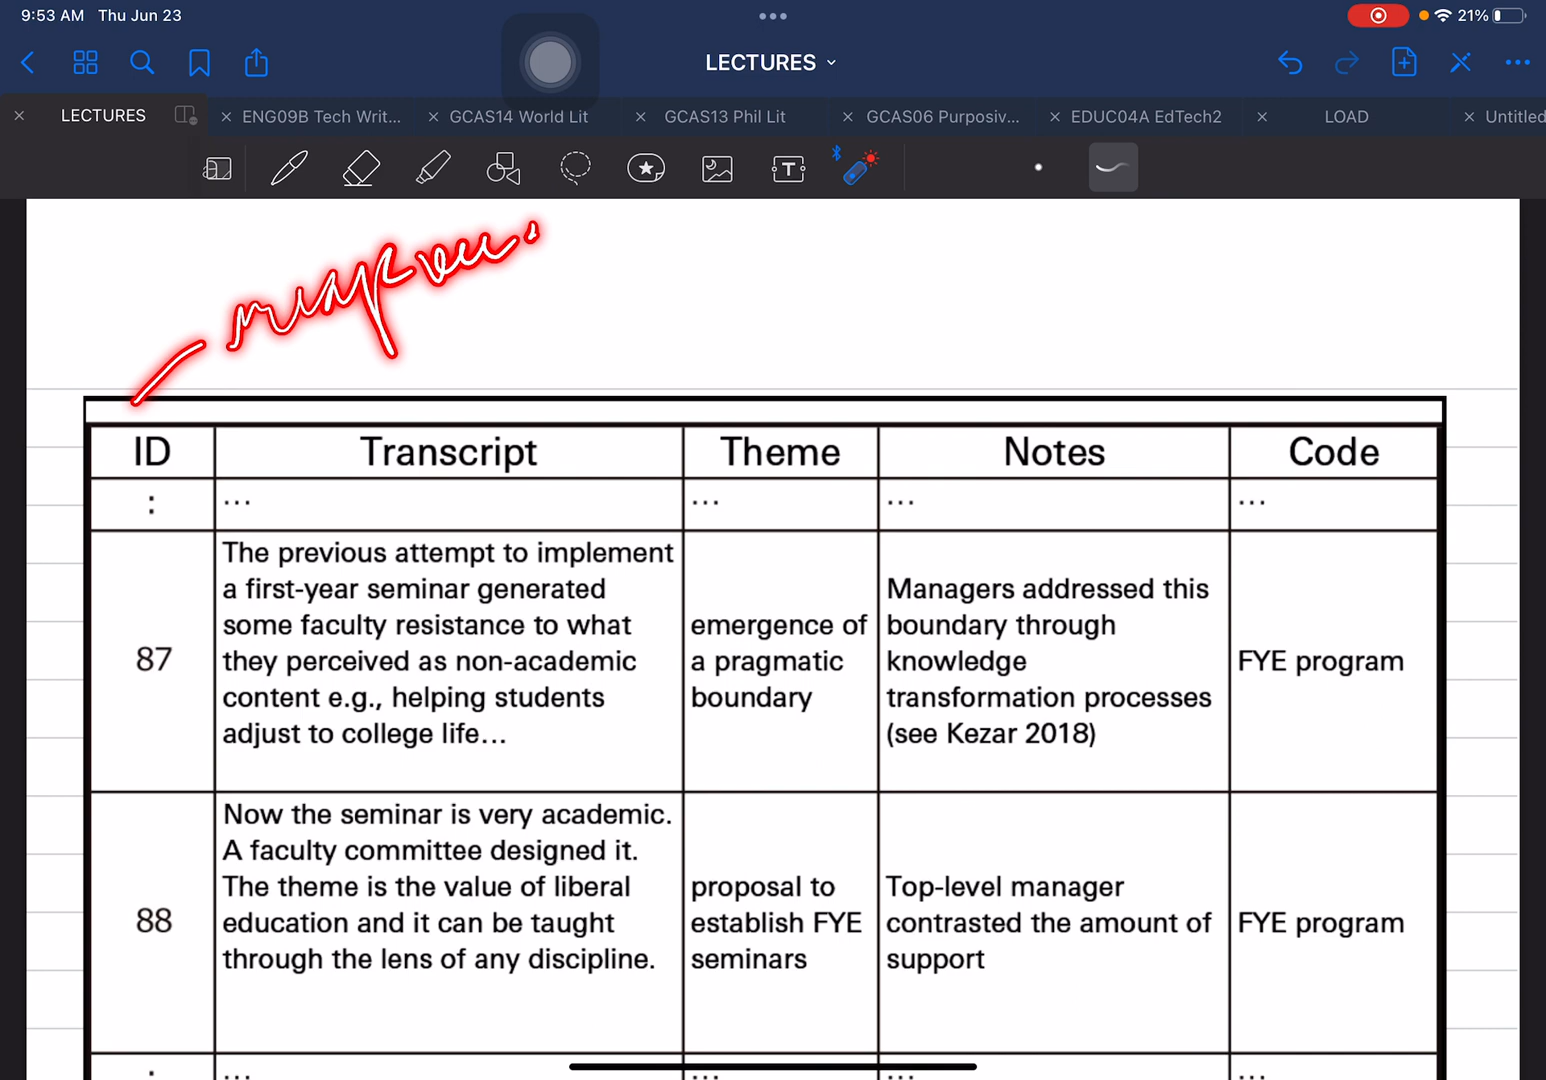 9:53 AM Thu Jun 23
21%
LECTURES
LECTURES
ENG09B Tech Writ...
GCAS14 World Lit
GCAS13 Phil Lit
GCAS06 Purposiv...
EDUC04A EdTech2
LOAD
Untitled
T
ID Transcript Theme Notes Code
: ... ... ... ...
87
The previous attempt to implement
a first-year seminar generated
some faculty resistance to what
they perceived as non-academic
content e.g., helping students
adjust to college life...
emergence of
a pragmatic
boundary
Managers addressed this
boundary through
knowledge
transformation processes
(see Kezar 2018)
FYE program
88
Now the seminar is very academic.
A faculty committee designed it.
The theme is the value of liberal
education and it can be taught
through the lens of any discipline.
proposal to
establish FYE
seminars
Top-level manager
contrasted the amount of
support
FYE program
... ... ... ...